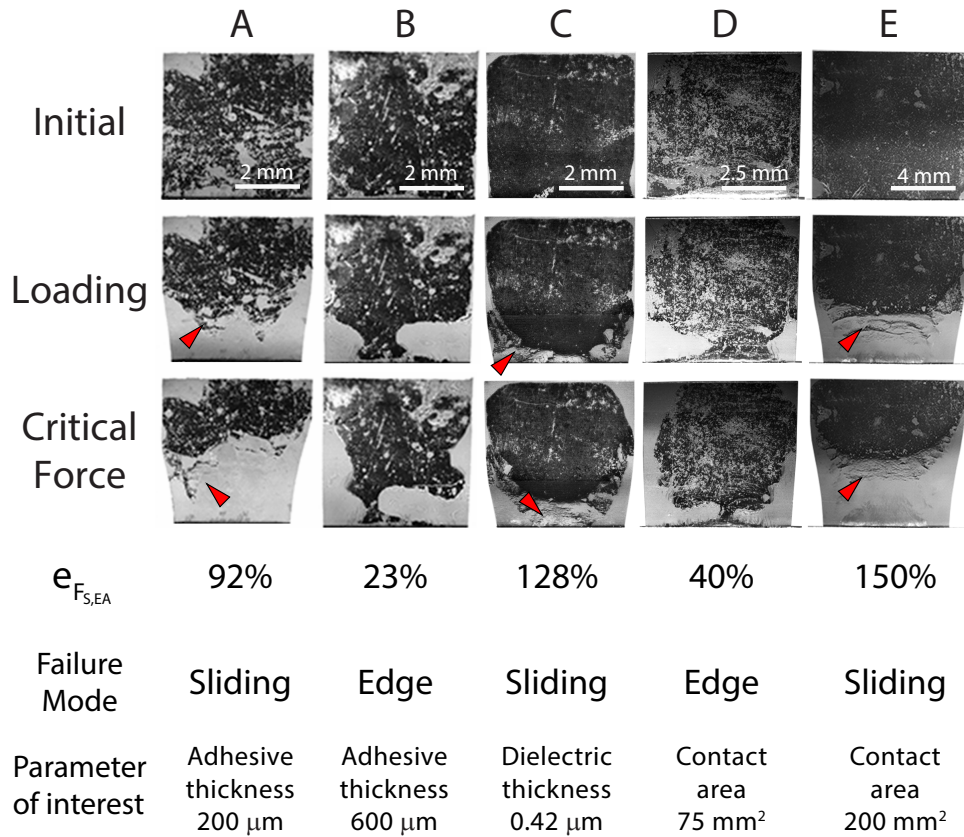 A B C D E
Initial
2 mm 2 mm 2 mm 2.5 mm 4 mm
Loading
Critical
Force
e_{F_{S,EA}} 92% 23% 128% 40% 150%
Failure
Mode
Sliding Edge Sliding Edge Sliding
Parameter
of interest
Adhesive
thickness
200 μm
Adhesive
thickness
600 μm
Dielectric
thickness
0.42 μm
Contact
area
75 mm²
Contact
area
200 mm²